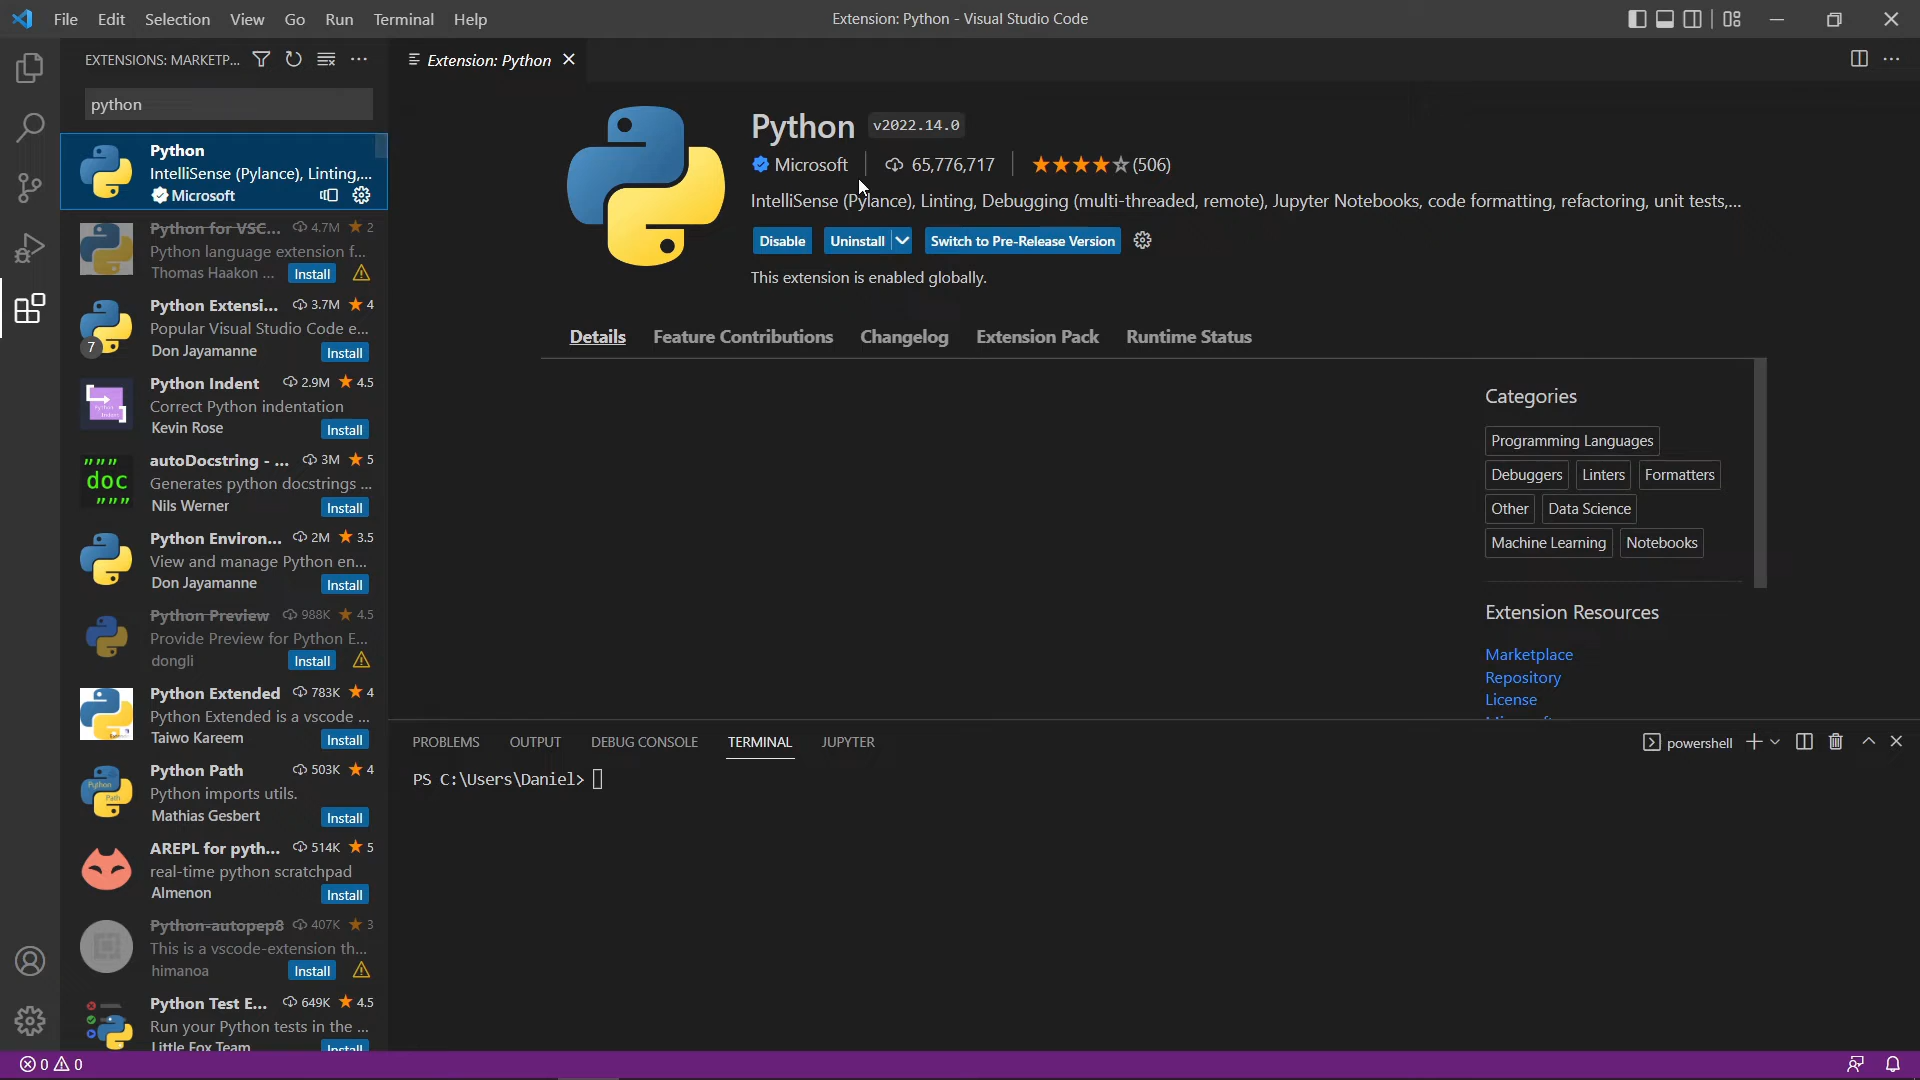 File Edit Selection View Go Run Terminal Help
Extension: Python - Visual Studio Code
EXTENSIONS: MARKETP...
python
Python
IntelliSense (Pylance), Linting,...
Microsoft
Python for VSC... 4.7M 2
Python language extension f...
Thomas Haakon ... Install
Python Extensi... 3.7M 4
Popular Visual Studio Code e...
7 Don Jayamanne Install
Python Indent 2.9M 4.5
Correct Python indentation
Kevin Rose Install
autoDocstring - ... 3M 5
Generates python docstrings ...
Nils Werner Install
""" doc """
Python Environ... 2M 3.5
View and manage Python en...
Don Jayamanne Install
Python Preview 988K 4.5
Provide Preview for Python E...
dongli Install
Python Extended 783K 4
Python Extended is a vscode ...
Taiwo Kareem Install
Python Path 503K 4
Python imports utils.
Mathias Gesbert Install
AREPL for pyth... 514K 5
real-time python scratchpad
Almenon Install
Python-autopep8 407K 3
This is a vscode-extension th...
himanoa Install
Python Test E... 649K 4.5
Run your Python tests in the ...
Little Fox Team Install
Extension: Python
Python v2022.14.0
Microsoft 65,776,717 (506)
IntelliSense (Pylance), Linting, Debugging (multi-threaded, remote), Jupyter Notebooks, code formatting, refactoring, unit tests,...
Disable Uninstall Switch to Pre-Release Version
This extension is enabled globally.
Details Feature Contributions Changelog Extension Pack Runtime Status
Categories
Programming Languages
Debuggers Linters Formatters
Other Data Science
Machine Learning Notebooks
Extension Resources
Marketplace
Repository
License
PROBLEMS OUTPUT DEBUG CONSOLE TERMINAL JUPYTER
powershell
PS C:\Users\Daniel>
0 0